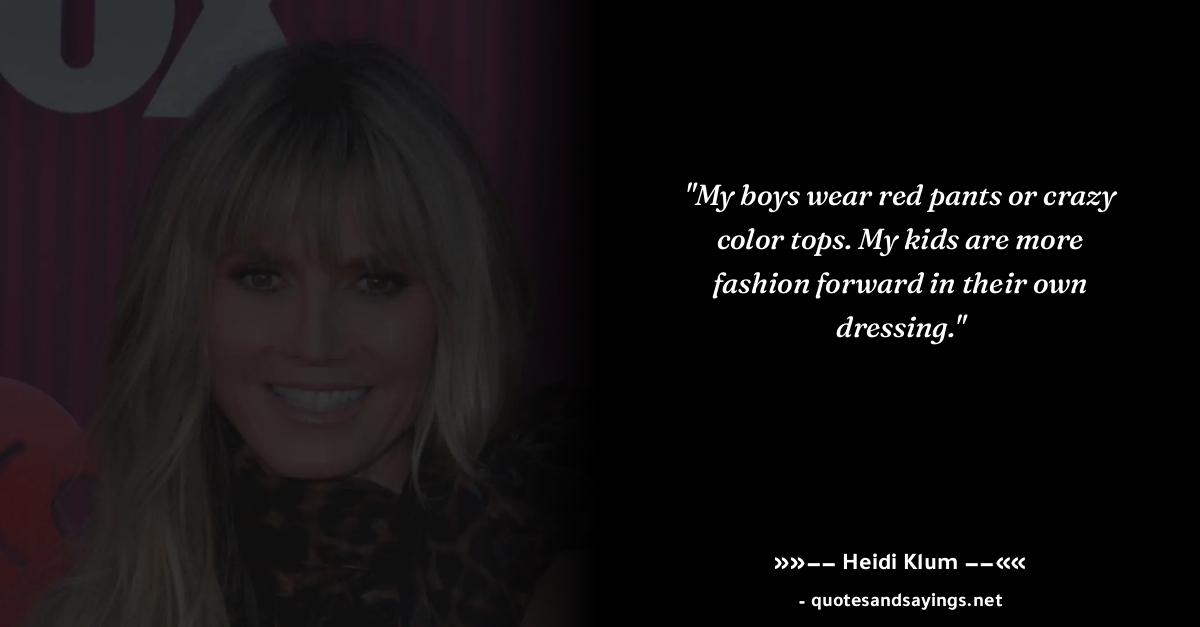 "My boys wear red pants or crazy
color tops. My kids are more
fashion forward in their own
dressing."
»»−− Heidi Klum −−««
- quotesandsayings.net